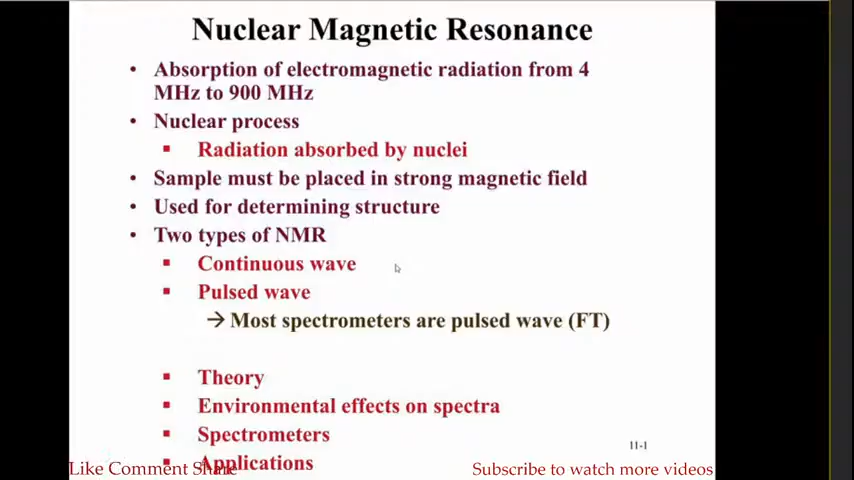 Nuclear Magnetic Resonance
• Absorption of electromagnetic radiation from 4
MHz to 900 MHz
• Nuclear process
▪ Radiation absorbed by nuclei
• Sample must be placed in strong magnetic field
• Used for determining structure
• Two types of NMR
▪ Continuous wave
▪ Pulsed wave
→ Most spectrometers are pulsed wave (FT)
▪ Theory
▪ Environmental effects on spectra
▪ Spectrometers
11-1
▪ Applications
Like Comment Share
Subscribe to watch more videos